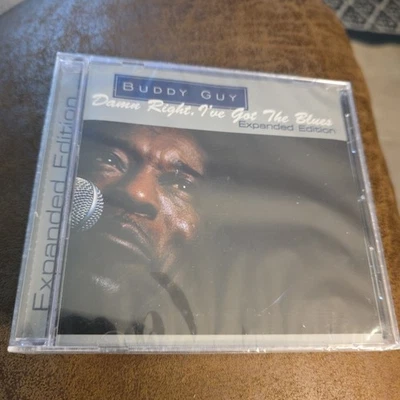 BUDDY GUY
Damn Right, I've Got The Blues
Expanded Edition
Expanded Edition